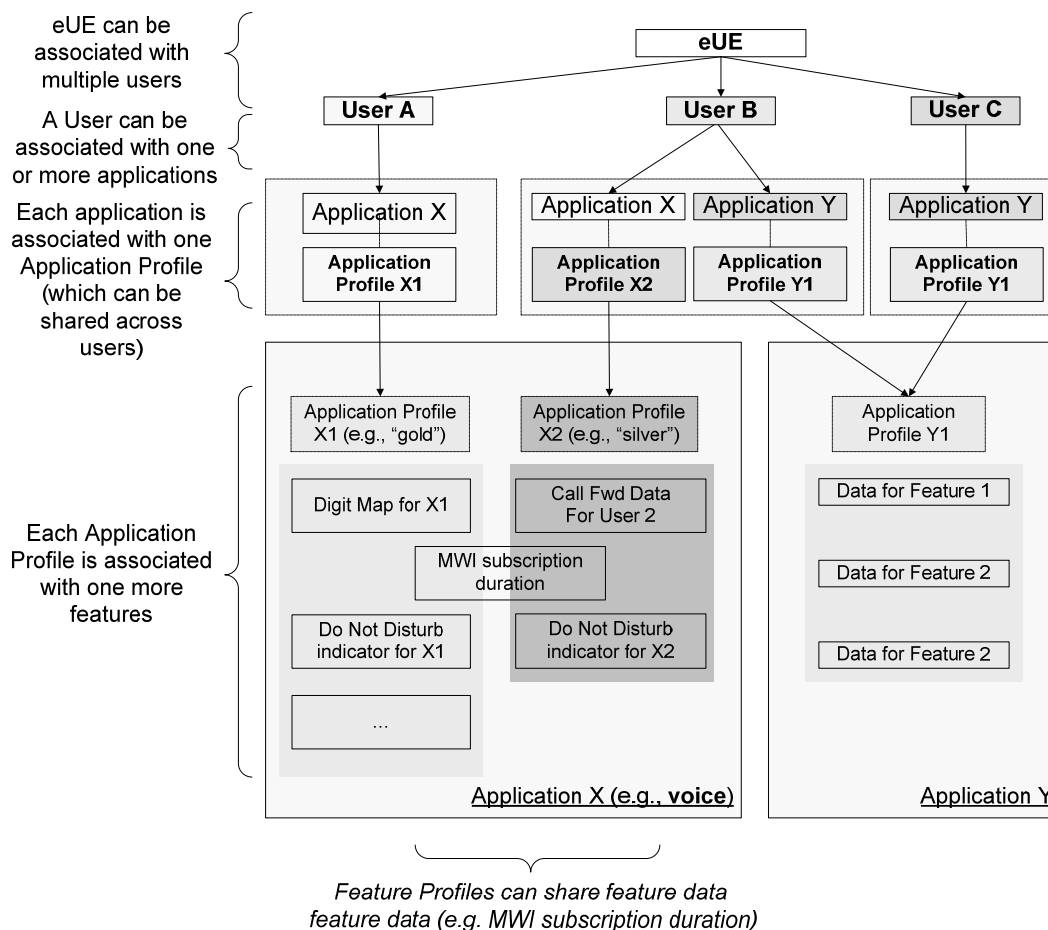 eUE can be
associated with
multiple users
eUE
User A
User B
User C
A User can be
associated with one
or more applications
Each application is
associated with one
Application Profile
(which can be
shared across
users)
Application X
Application X
Application Y
Application Y
Application
Profile X1
Application
Profile X2
Application
Profile Y1
Application
Profile Y1
Application Profile
X1 (e.g., “gold”)
Application Profile
X2 (e.g., “silver”)
Application
Profile Y1
Each Application
Profile is associated
with one more
features
Digit Map for X1
Call Fwd Data
For User 2
MWI subscription
duration
Do Not Disturb
indicator for X1
Do Not Disturb
indicator for X2
...
Data for Feature 1
Data for Feature 2
Data for Feature 2
Application X (e.g., voice)
Application Y
Feature Profiles can share feature data
feature data (e.g. MWI subscription duration)